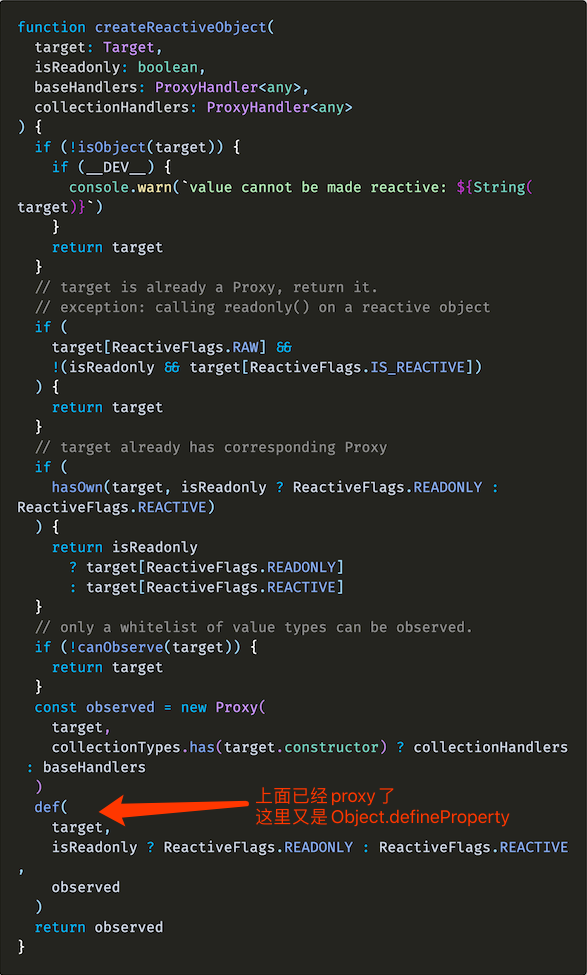 function createReactiveObject(
  target: Target,
  isReadonly: boolean,
  baseHandlers: ProxyHandler<any>,
  collectionHandlers: ProxyHandler<any>
) {
  if (!isObject(target)) {
    if (__DEV__) {
      console.warn(`value cannot be made reactive: ${String(
target)}`)
    }
    return target
  }
  // target is already a Proxy, return it.
  // exception: calling readonly() on a reactive object
  if (
    target[ReactiveFlags.RAW] &&
    !(isReadonly && target[ReactiveFlags.IS_REACTIVE])
  ) {
    return target
  }
  // target already has corresponding Proxy
  if (
    hasOwn(target, isReadonly ? ReactiveFlags.READONLY :
ReactiveFlags.REACTIVE)
  ) {
    return isReadonly
      ? target[ReactiveFlags.READONLY]
      : target[ReactiveFlags.REACTIVE]
  }
  // only a whitelist of value types can be observed.
  if (!canObserve(target)) {
    return target
  }
  const observed = new Proxy(
    target,
    collectionTypes.has(target.constructor) ? collectionHandlers
 : baseHandlers
  )
上面已经 proxy 了
这里又是 Object.defineProperty
  def(
    target,
    isReadonly ? ReactiveFlags.READONLY : ReactiveFlags.REACTIVE
,
    observed
  )
  return observed
}